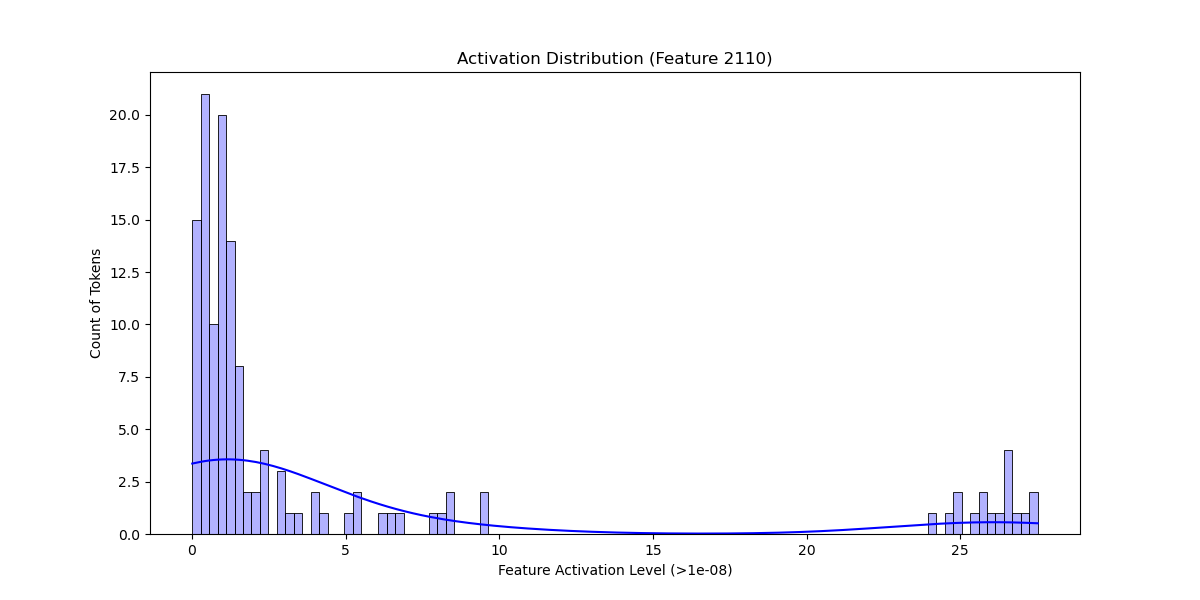 Activation Distribution (Feature 2110)
Count of Tokens
20.0
17.5
15.0
12.5
10.0
7.5
5.0
2.5
0.0
0 5 10 15 20 25
Feature Activation Level (>1e-08)